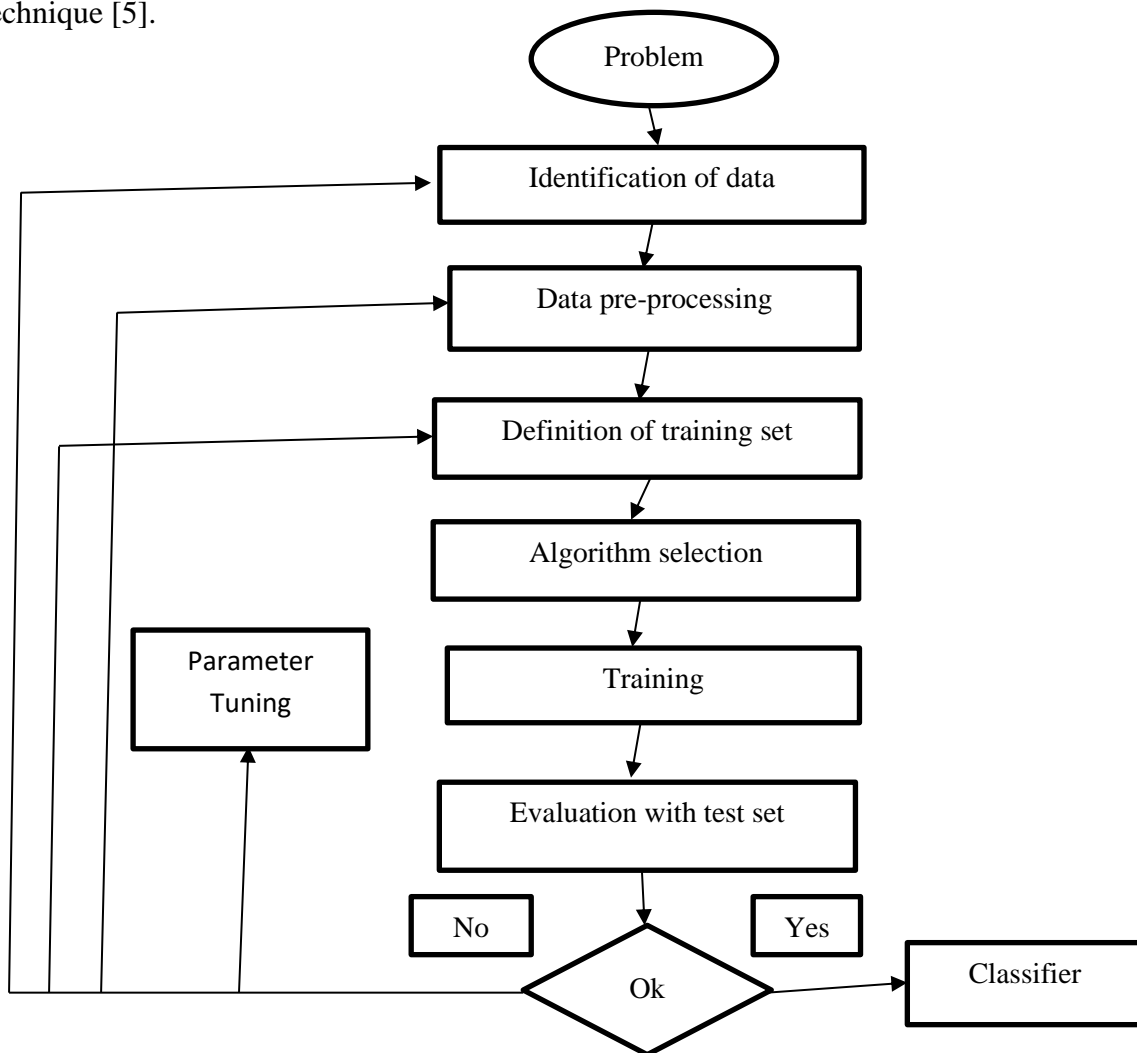 echnique [5].
Problem
Identification of data
Data pre-processing
Definition of training set
Algorithm selection
Training
Parameter
Tuning
Evaluation with test set
No
Yes
Ok
Classifier